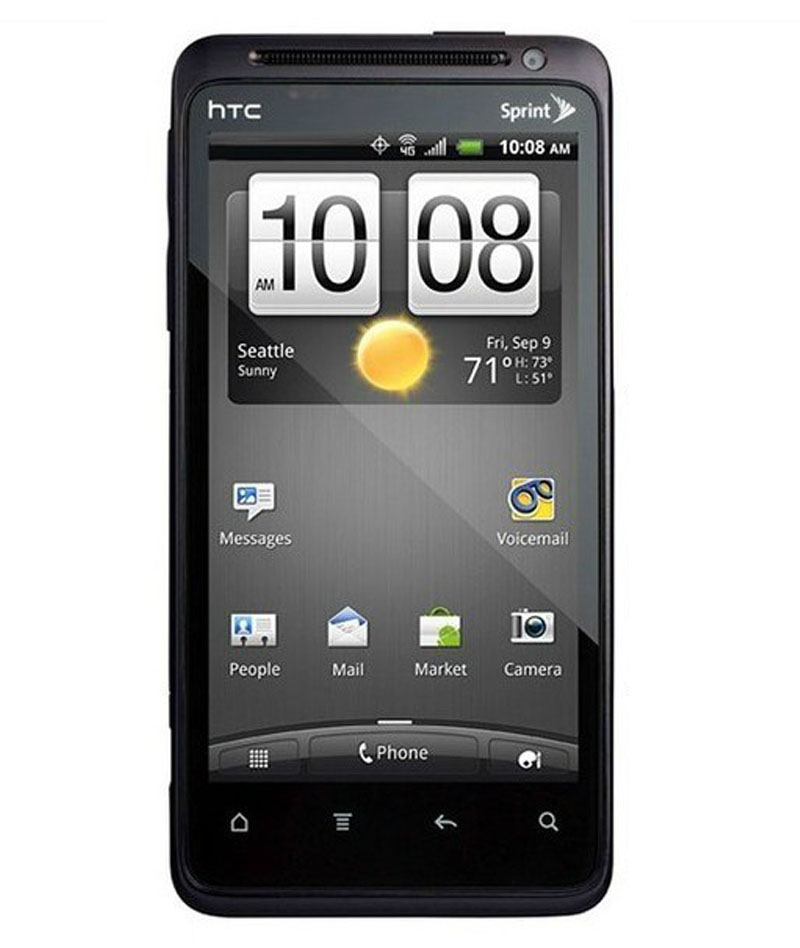 hTC
Sprint
4G
10:08 AM
AM 10 08
Seattle
Sunny
Fri, Sep 9
71° H: 73°
L: 51°
Messages
Voicemail
People
Mail
Market
Camera
Phone